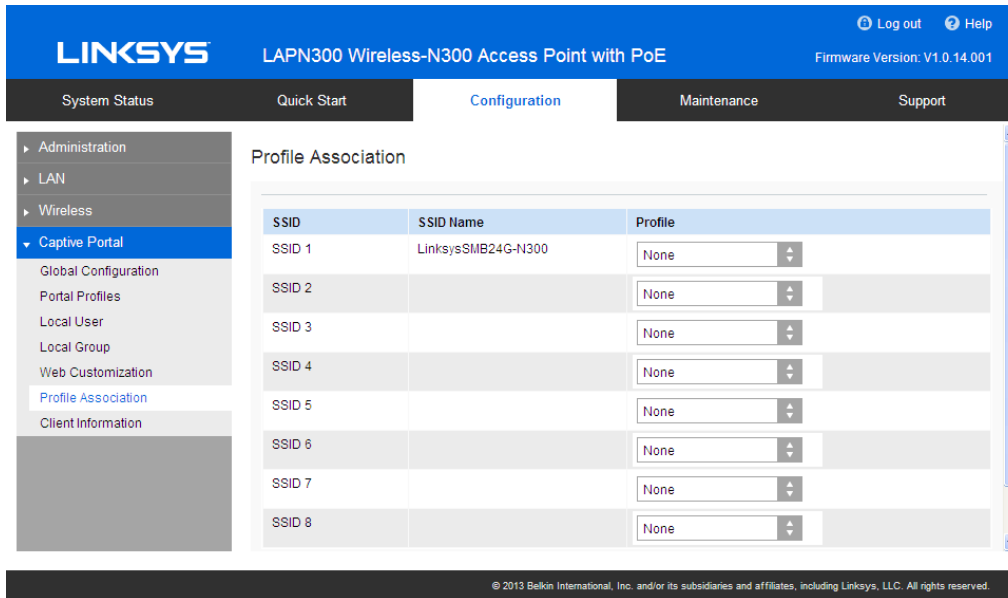 Log out Help
LINKSYS LAPN300 Wireless-N300 Access Point with PoE Firmware Version: V1.0.14.001
System Status Quick Start Configuration Maintenance Support
Administration
LAN
Wireless
Captive Portal
Global Configuration
Portal Profiles
Local User
Local Group
Web Customization
Profile Association
Client Information
Profile Association
SSID SSID Name Profile
SSID 1 LinksysSMB24G-N300 None
SSID 2 None
SSID 3 None
SSID 4 None
SSID 5 None
SSID 6 None
SSID 7 None
SSID 8 None
© 2013 Belkin International, Inc. and/or its subsidiaries and affiliates, including Linksys, LLC. All rights reserved.